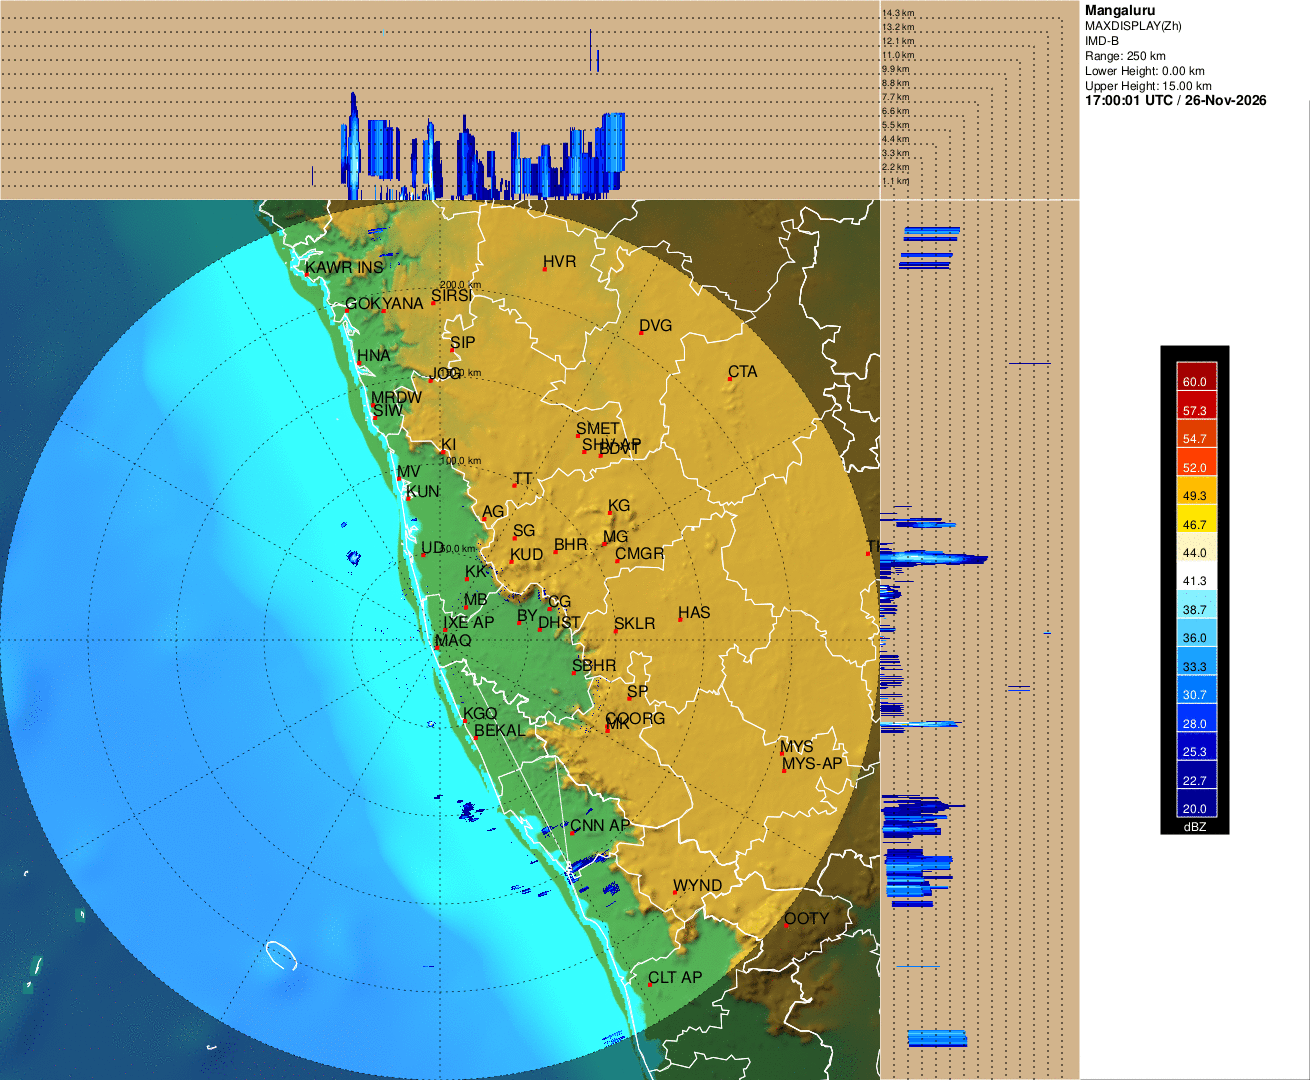 Mangaluru
MAXDISPLAY(Zh)
IMD-B
Range: 250 km
Lower Height: 0.00 km
Upper Height: 15.00 km
17:00:01 UTC / 26-Nov-2026
14.3 km
13.2 km
12.1 km
11.0 km
9.9 km
8.8 km
7.7 km
6.6 km
5.5 km
4.4 km
3.3 km
2.2 km
1.1 km
KAWR INS
HVR
200.0 km
SIRSI
GOKYANA
DVG
SIP
HNA
CTA
JOG
MRDW
SIW
SMET
KI
SHV-AP
BDVT
100.0 km
MV
TT
KUN
KG
AG
SG
MG
UD
50.0 km
KUD
BHR
CMGR
KK
MB
CG
HAS
IXE AP
BY
DHST
SKLR
MAQ
SBHR
SP
KGQ
COORG
MK
BEKAL
MYS
MYS-AP
CNN AP
WYND
OOTY
CLT AP
60.0
57.3
54.7
52.0
49.3
46.7
44.0
41.3
38.7
36.0
33.3
30.7
28.0
25.3
22.7
20.0
dBZ